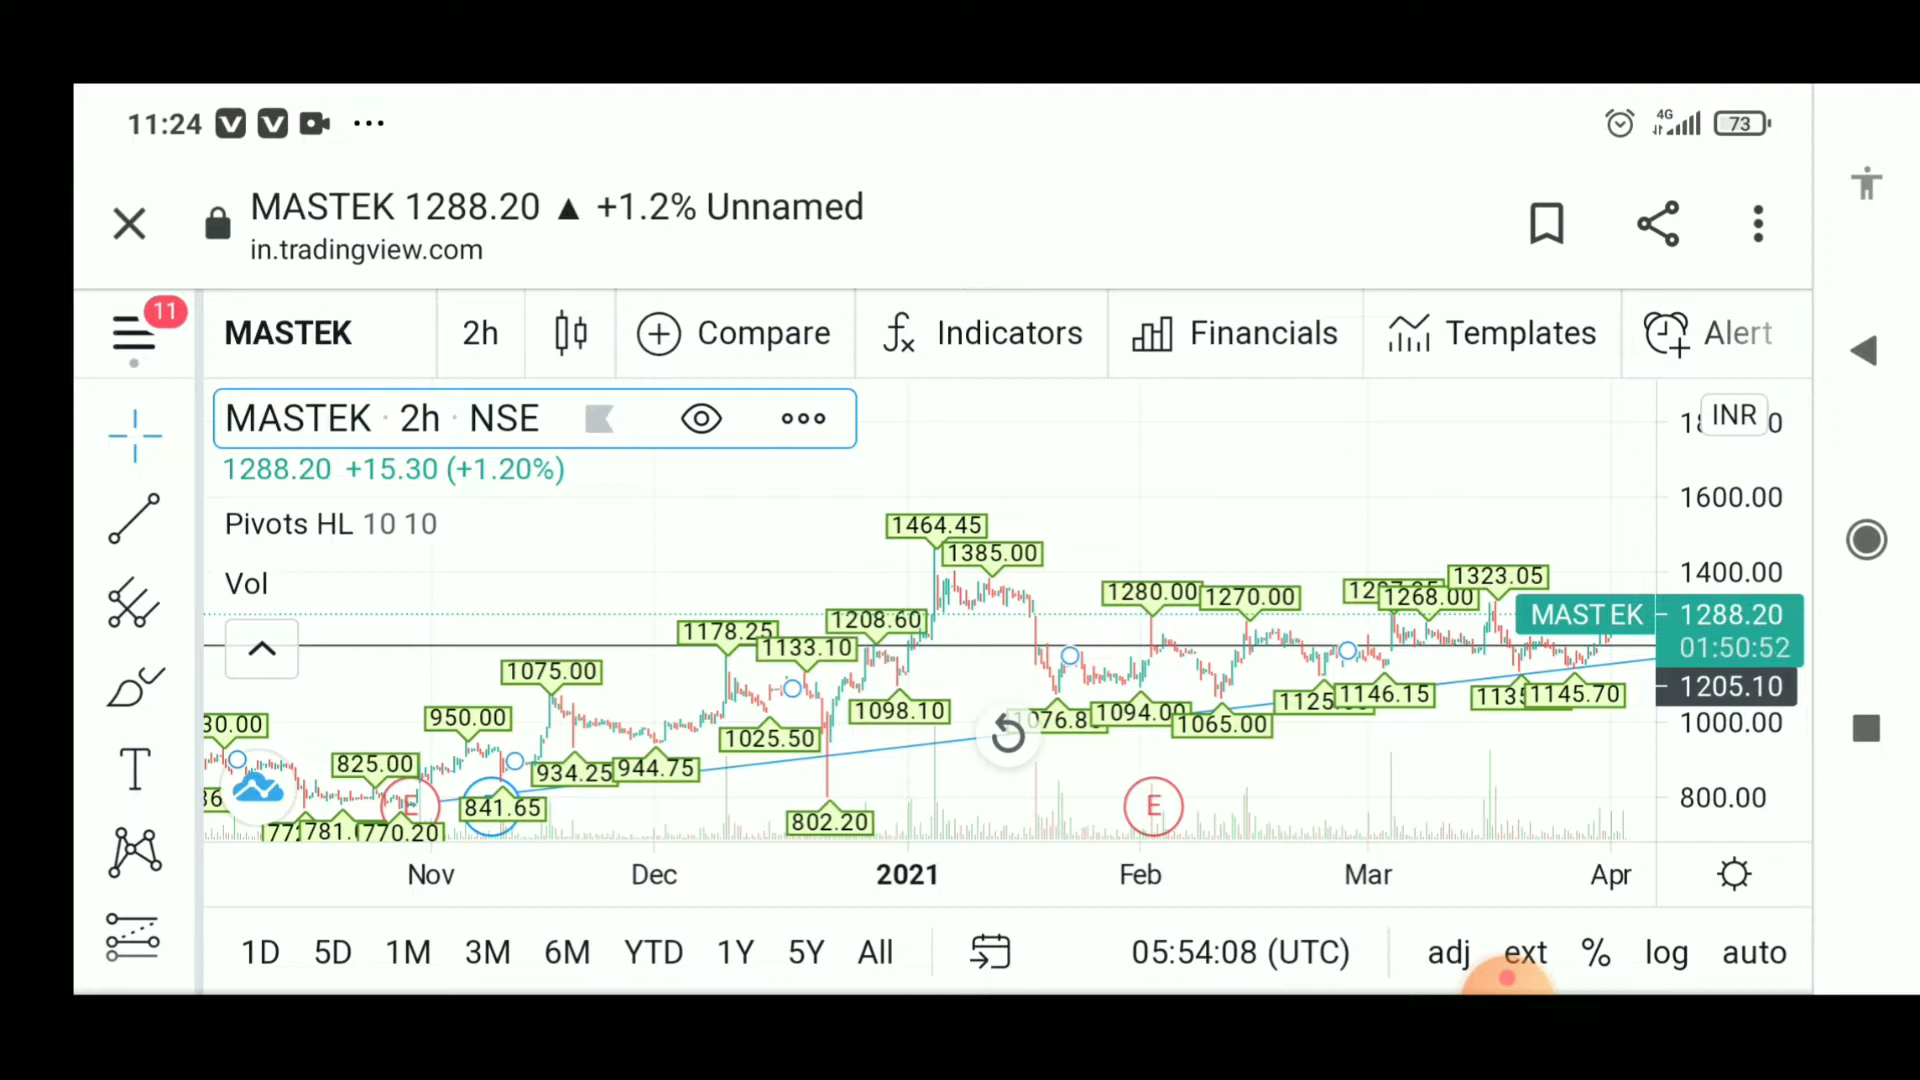 11:24
4G
73
MASTEK 1288.20 ▲ +1.2% Unnamed
in.tradingview.com
11
MASTEK
2h
Compare
Indicators
Financials
Templates
Alert
MASTEK · 2h · NSE
INR
1288.20 +15.30 (+1.20%)
1600.00
Pivots HL 10 10
1464.45
1385.00
1400.00
1323.05
Vol
1280.00
1270.00
1268.00
MASTEK
1288.20
1208.60
1178.25
1133.10
01:50:52
1075.00
1205.10
1146.15
1145.70
1098.10
1094.00
1065.00
950.00
1000.00
1025.50
825.00
934.25
944.75
E
841.65
E
800.00
802.20
770.20
Nov
Dec
2021
Feb
Mar
Apr
1D 5D 1M 3M 6M YTD 1Y 5Y All
05:54:08 (UTC)
adj ext % log auto